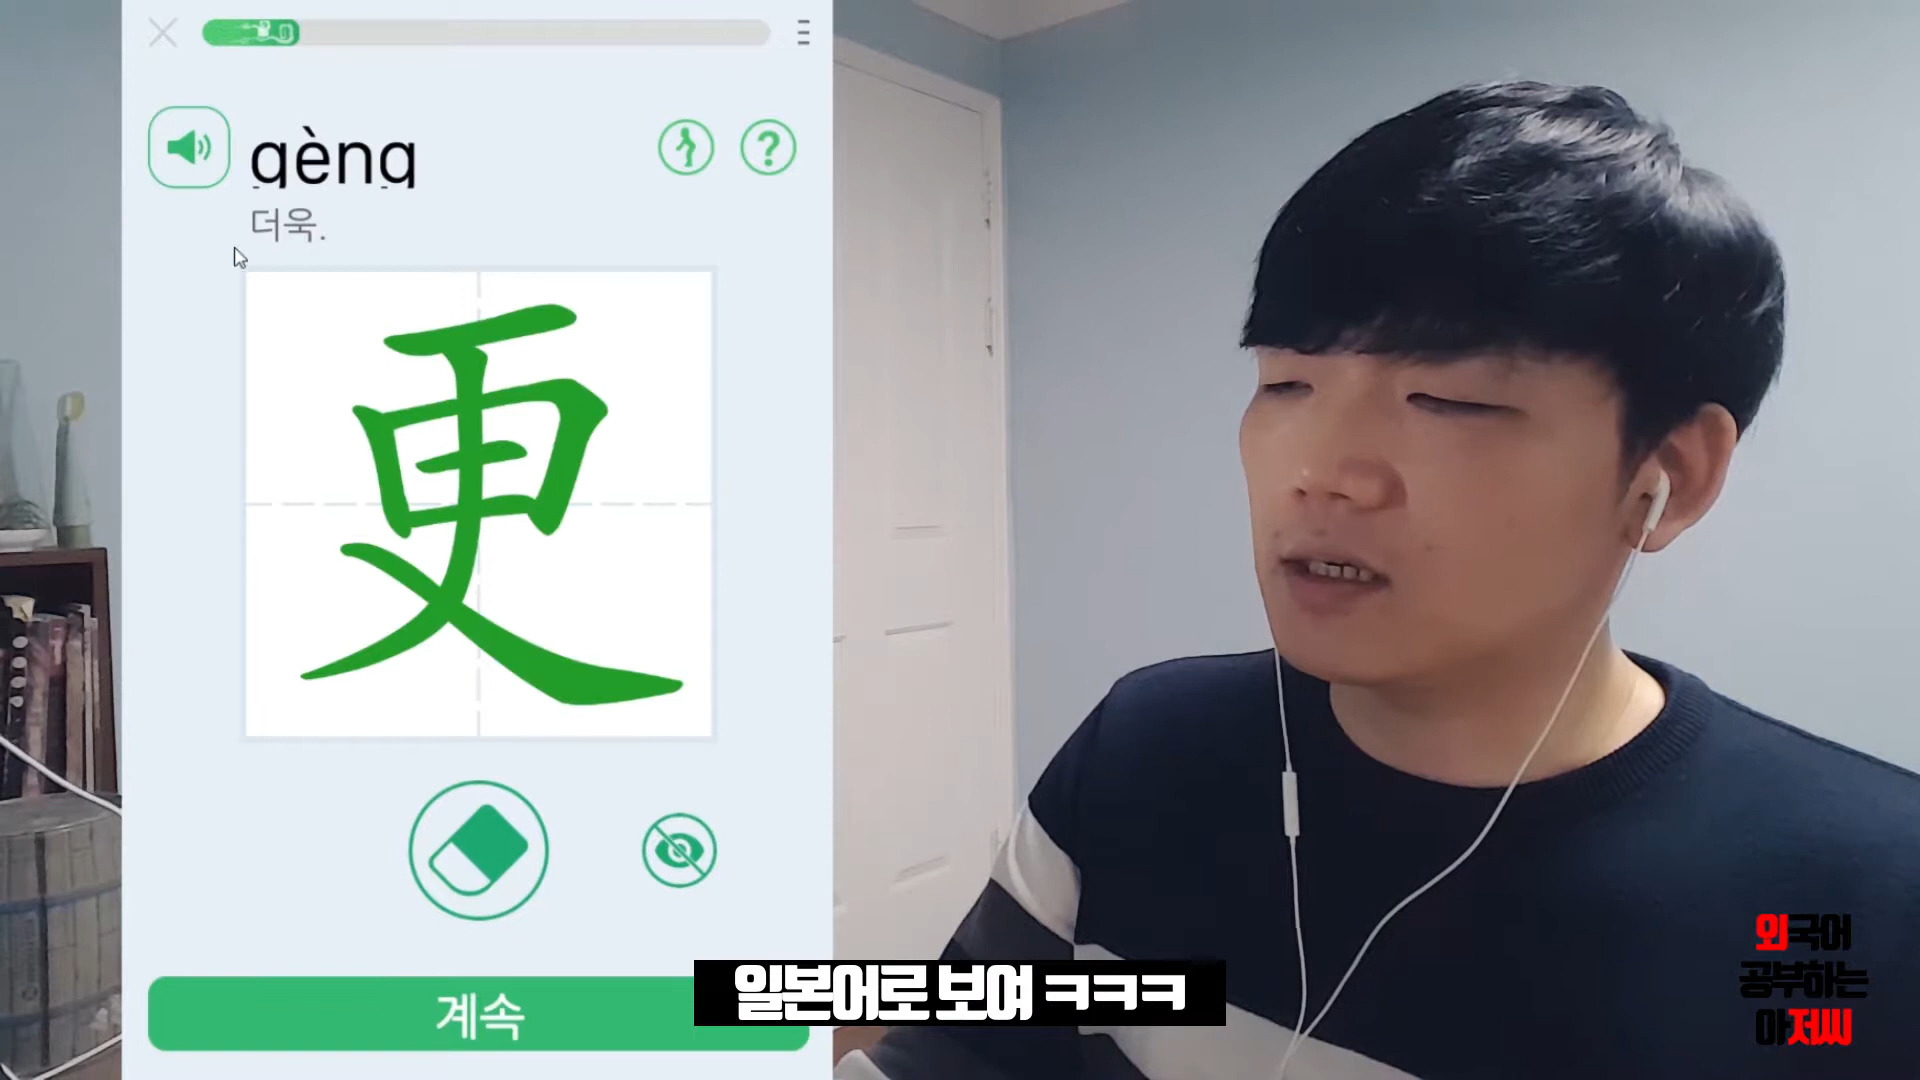 gèng
더욱.
更
계속
일본어로 보여 ㅋㅋㅋ
외국어
공부하는
아저씨